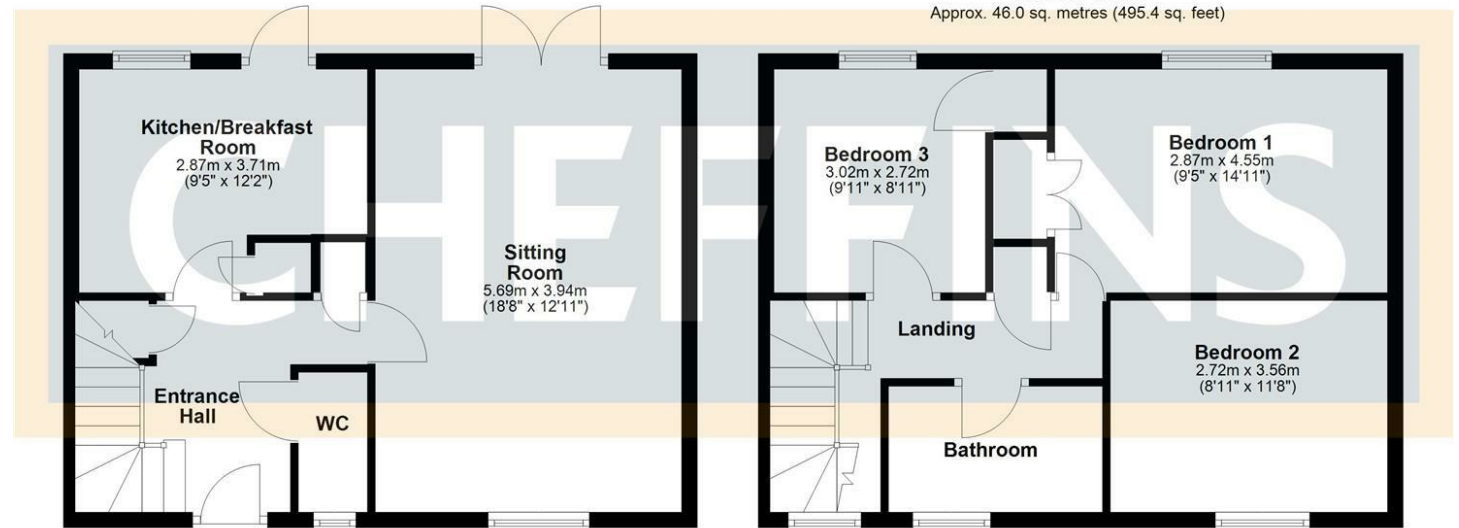 Approx. 46.0 sq. metres (495.4 sq. feet)
Kitchen/Breakfast
Room
2.87m x 3.71m
(9'5" x 12'2")
Sitting
Room
5.69m x 3.94m
(18'8" x 12'11")
Entrance
Hall
WC
Bedroom 3
3.02m x 2.72m
(9'11" x 8'11")
Bedroom 1
2.87m x 4.55m
(9'5" x 14'11")
Landing
Bedroom 2
2.72m x 3.56m
(8'11" x 11'8")
Bathroom
CHEFFINS